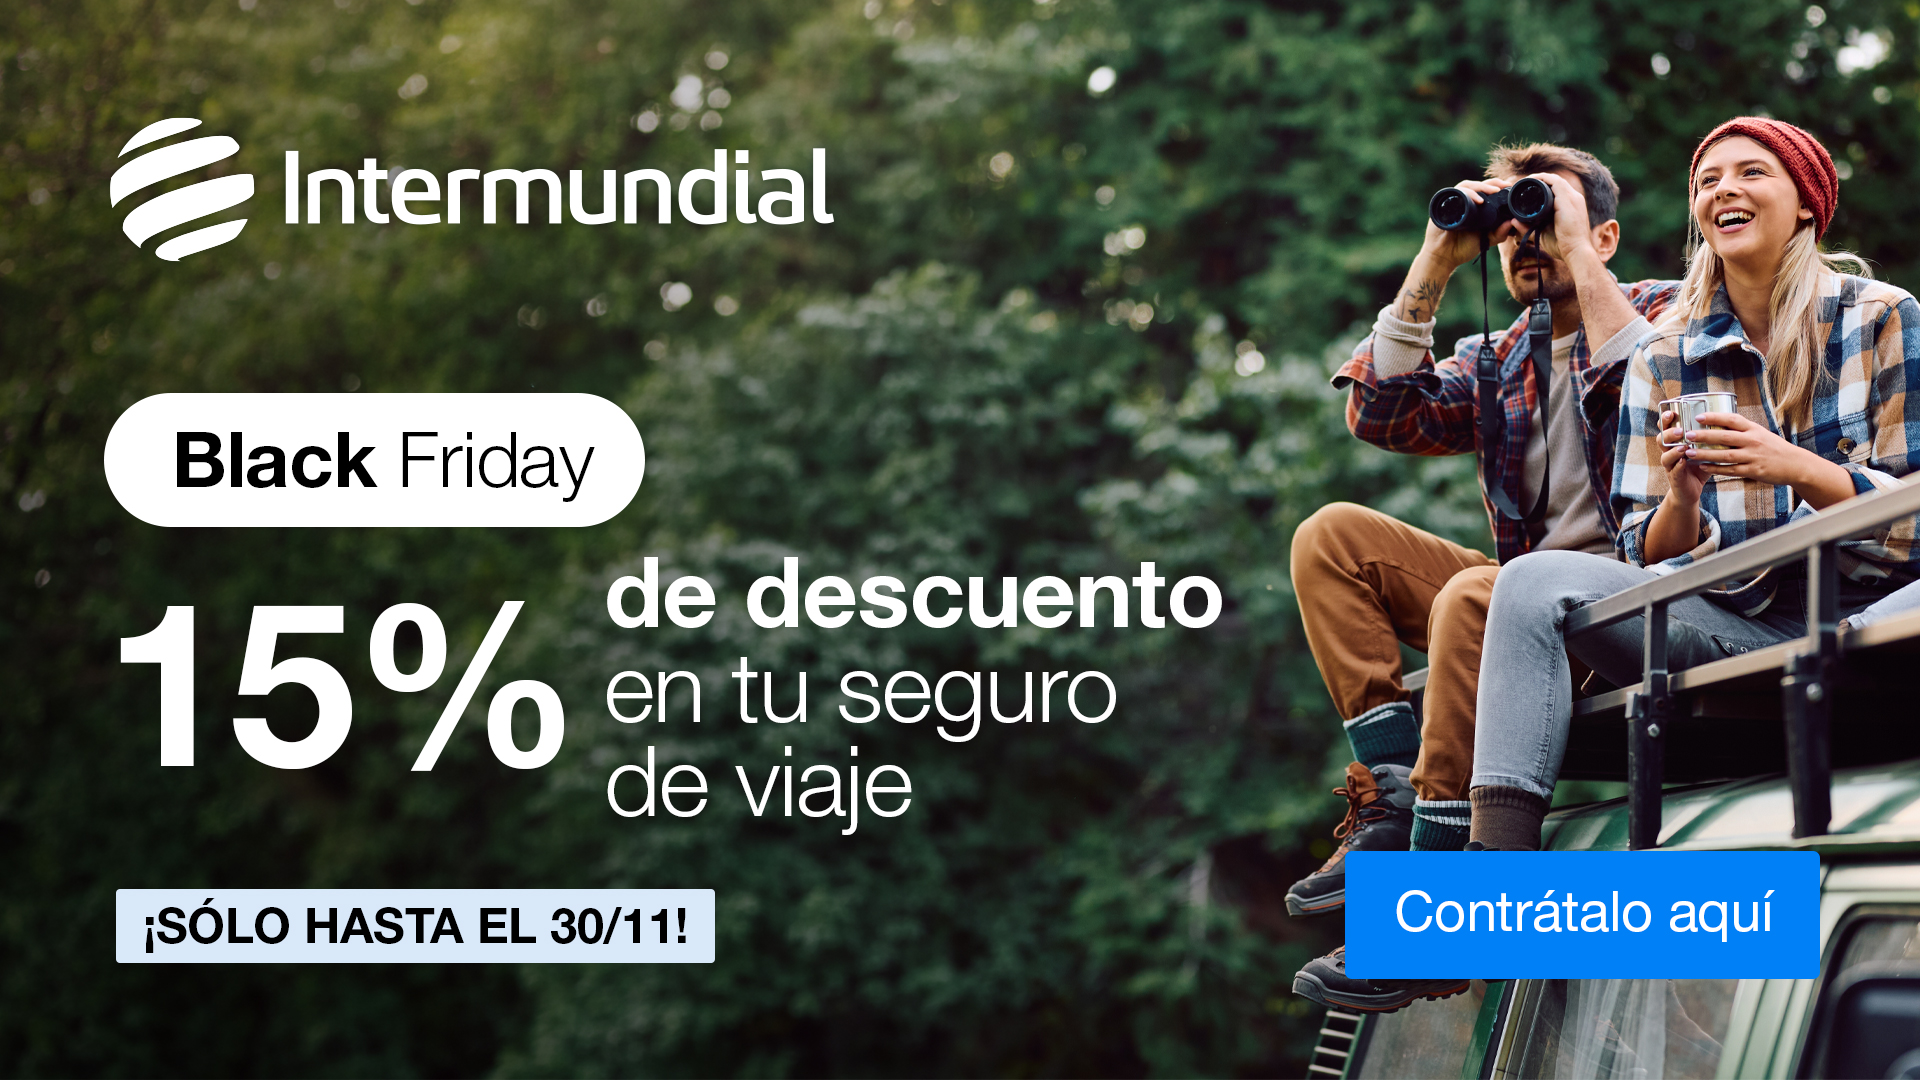 Intermundial
Black Friday
15%
de descuento
en tu seguro
de viaje
¡SÓLO HASTA EL 30/11!
Contrátalo aquí